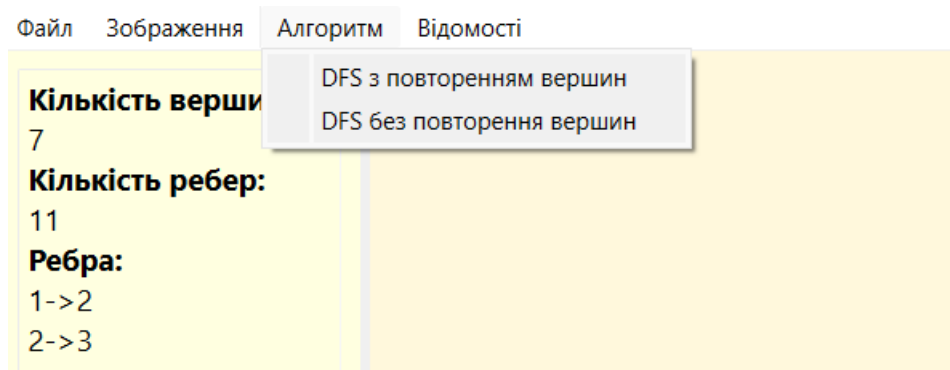 Файл Зображення Алгоритм Відомості
DFS з повторенням вершин
DFS без повторення вершин
Кількість верши
7
Кількість ребер:
11
Ребра:
1->2
2->3